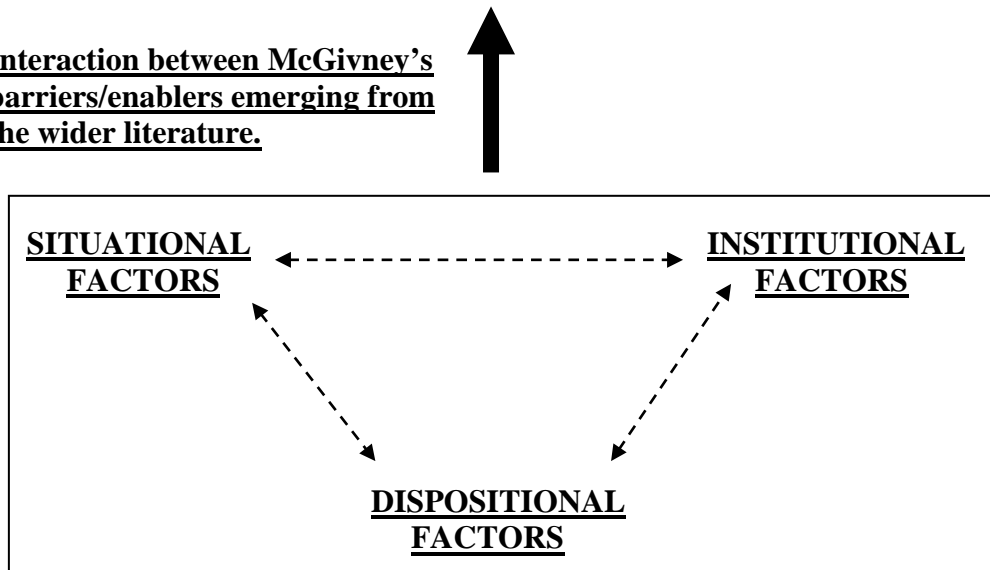 nteraction between McGivney's
barriers/enablers emerging from
he wider literature.
SITUATIONAL
FACTORS
INSTITUTIONAL
FACTORS
DISPOSITIONAL
FACTORS